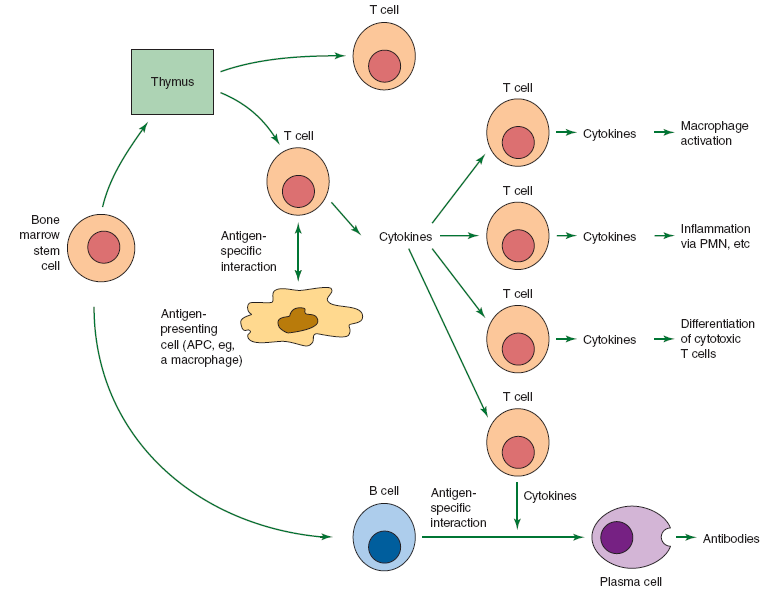 T cell
Thymus
T cell
T cell
Cytokines
Macrophage
activation
Bone
marrow
stem
cell
Antigen-
specific
interaction
Cytokines
T cell
Cytokines
Inflammation
via PMN, etc
Antigen-
presenting
cell (APC, eg,
a macrophage)
T cell
Cytokines
Differentiation
of cytotoxic
T cells
T cell
B cell
Antigen-
specific
interaction
Cytokines
Antibodies
Plasma cell